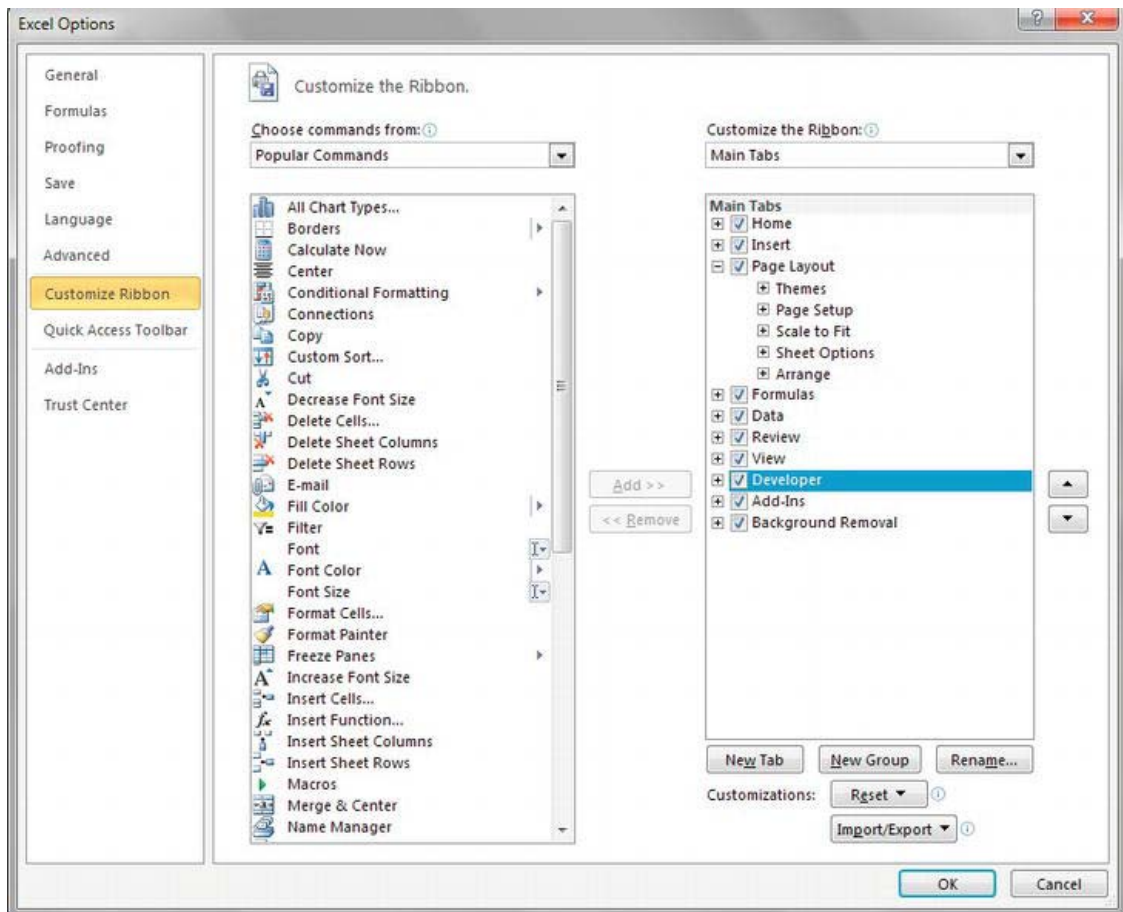 Excel Options
General
Formulas
Proofing
Save
Language
Advanced
Customize Ribbon
Quick Access Toolbar
Add-Ins
Trust Center
Customize the Ribbon.
Choose commands from:
Popular Commands
All Chart Types...
Borders
Calculate Now
Center
Conditional Formatting
Connections
Copy
Custom Sort...
Cut
Decrease Font Size
Delete Cells...
Delete Sheet Columns
Delete Sheet Rows
E-mail
Fill Color
Filter
Font
Font Color
Font Size
Format Cells...
Format Painter
Freeze Panes
Increase Font Size
Insert Cells...
Insert Function...
Insert Sheet Columns
Insert Sheet Rows
Macros
Merge & Center
Name Manager
Add >>
<< Remove
Customize the Ribbon:
Main Tabs
Main Tabs
Home
Insert
Page Layout
Themes
Page Setup
Scale to Fit
Sheet Options
Arrange
Formulas
Data
Review
View
Developer
Add-Ins
Background Removal
New Tab
New Group
Rename...
Customizations:
Reset
Import/Export
OK
Cancel